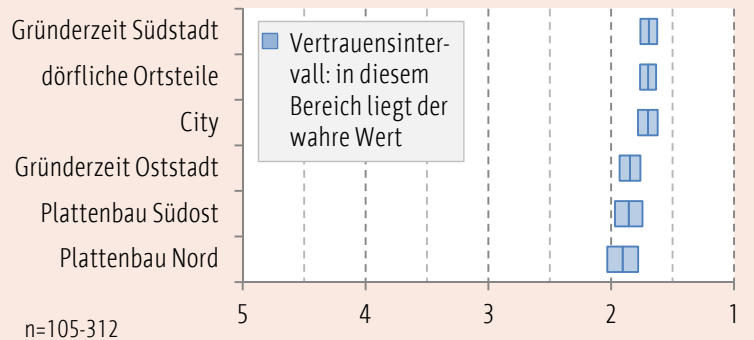 Gründerzeit Südstadt
dörfliche Ortsteile
City
Gründerzeit Oststadt
Plattenbau Südost
Plattenbau Nord
Vertrauensinter-
vall: in diesem
Bereich liegt der
wahre Wert
5 4 3 2 1
n=105-312